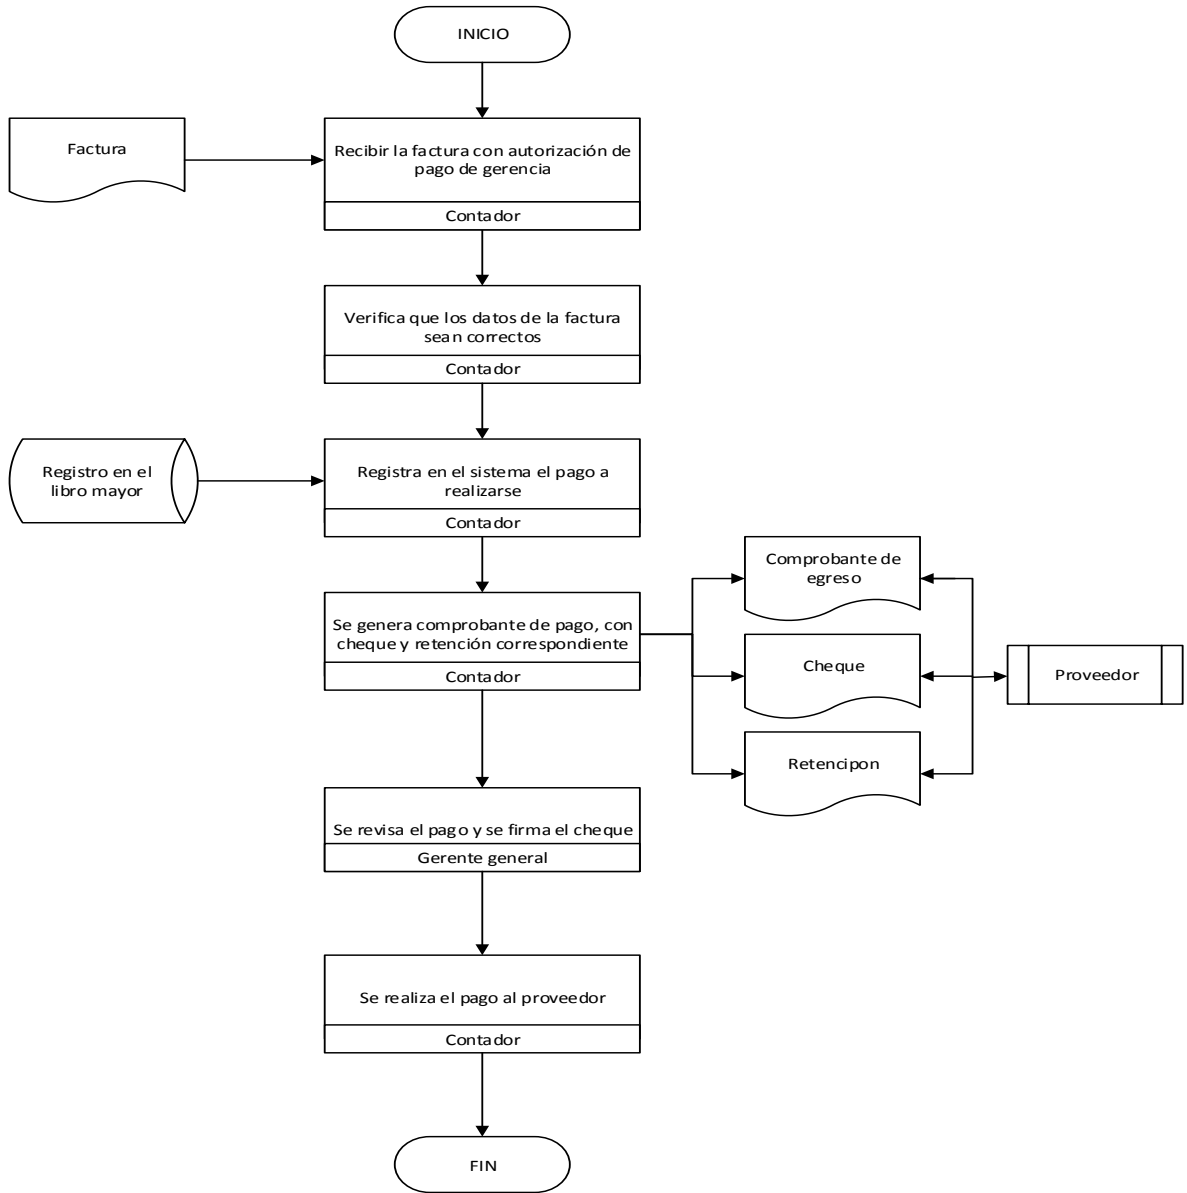 INICIO
Factura
Recibir la factura con autorización de
pago de gerencia
Contador
Verifica que los datos de la factura
sean correctos
Contador
Registro en el
libro mayor
Registra en el sistema el pago a
realizarse
Contador
Se genera comprobante de pago, con
cheque y retención correspondiente
Contador
Comprobante de
egreso
Cheque
Retencipon
Proveedor
Se revisa el pago y se firma el cheque
Gerente general
Se realiza el pago al proveedor
Contador
FIN